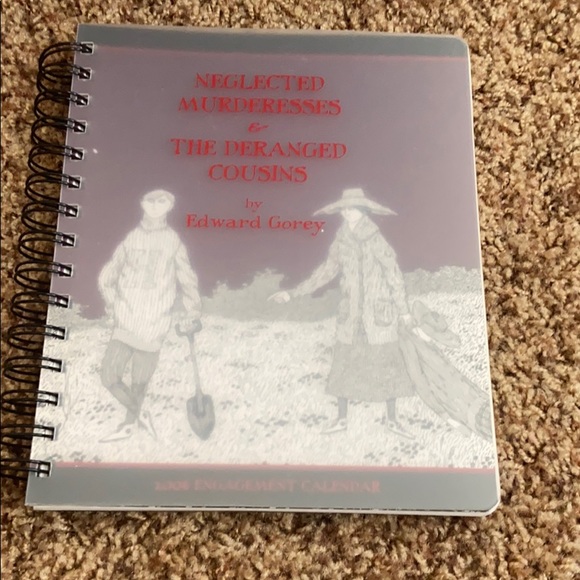 NEGLECTED
MURDERESSES
&
THE DERANGED
COUSINS
by
Edward Gorey
ENGAGEMENT CALENDAR